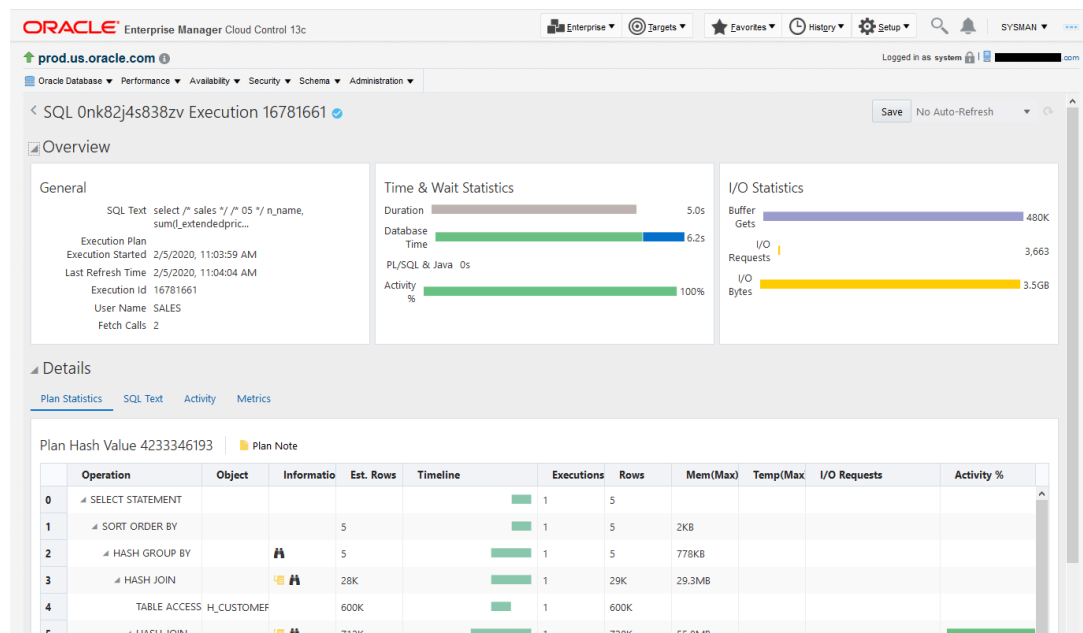 ORACLE® Enterprise Manager Cloud Control 13c
Enterprise ▼ Targets ▼ Favorites ▼ History ▼ Setup ▼ SYSMAN ▼
prod.us.oracle.com
Logged in as system com
Oracle Database ▼ Performance ▼ Availability ▼ Security ▼ Schema ▼ Administration ▼
SQL 0nk82j4s838zv Execution 16781661
Save No Auto-Refresh ▼
Overview
General
SQL Text select /* sales */ /* 05 */ n_name,
sum(l_extendedpric...
Execution Plan
Execution Started 2/5/2020, 11:03:59 AM
Last Refresh Time 2/5/2020, 11:04:04 AM
Execution Id 16781661
User Name SALES
Fetch Calls 2
Time & Wait Statistics
Duration 5.0s
Database
Time 6.2s
PL/SQL & Java 0s
Activity
% 100%
I/O Statistics
Buffer
Gets 480K
I/O
Requests 3,663
I/O
Bytes 3.5GB
Details
Plan Statistics SQL Text Activity Metrics
Plan Hash Value 4233346193 Plan Note
Operation Object Informatio Est. Rows Timeline Executions Rows Mem(Max) Temp(Max I/O Requests Activity %
0 SELECT STATEMENT 1 5
1 SORT ORDER BY 5 1 5 2KB
2 HASH GROUP BY 5 1 5 778KB
3 HASH JOIN 28K 1 29K 29.3MB
4 TABLE ACCESS H_CUSTOMER 600K 1 600K
5 HASH JOIN 1